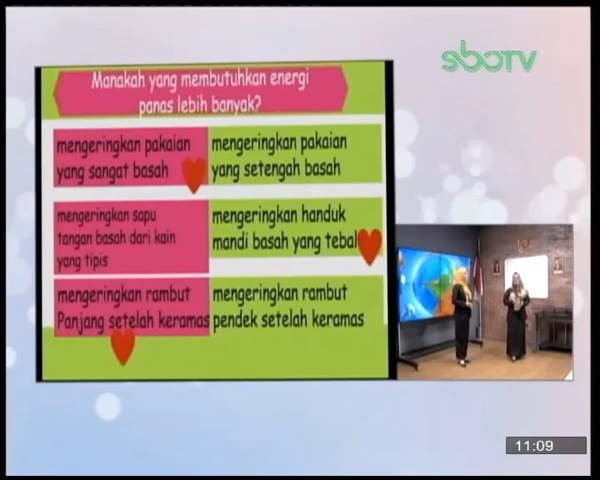 sboTV
Manakah yang membutuhkan energi
panas lebih banyak?
mengeringkan pakaian
yang sangat basah
mengeringkan pakaian
yang setengah basah
mengeringkan sapu
tangan basah dari kain
yang tipis
mengeringkan handuk
mandi basah yang tebal
mengeringkan rambut
Panjang setelah keramas
mengeringkan rambut
pendek setelah keramas
11:09